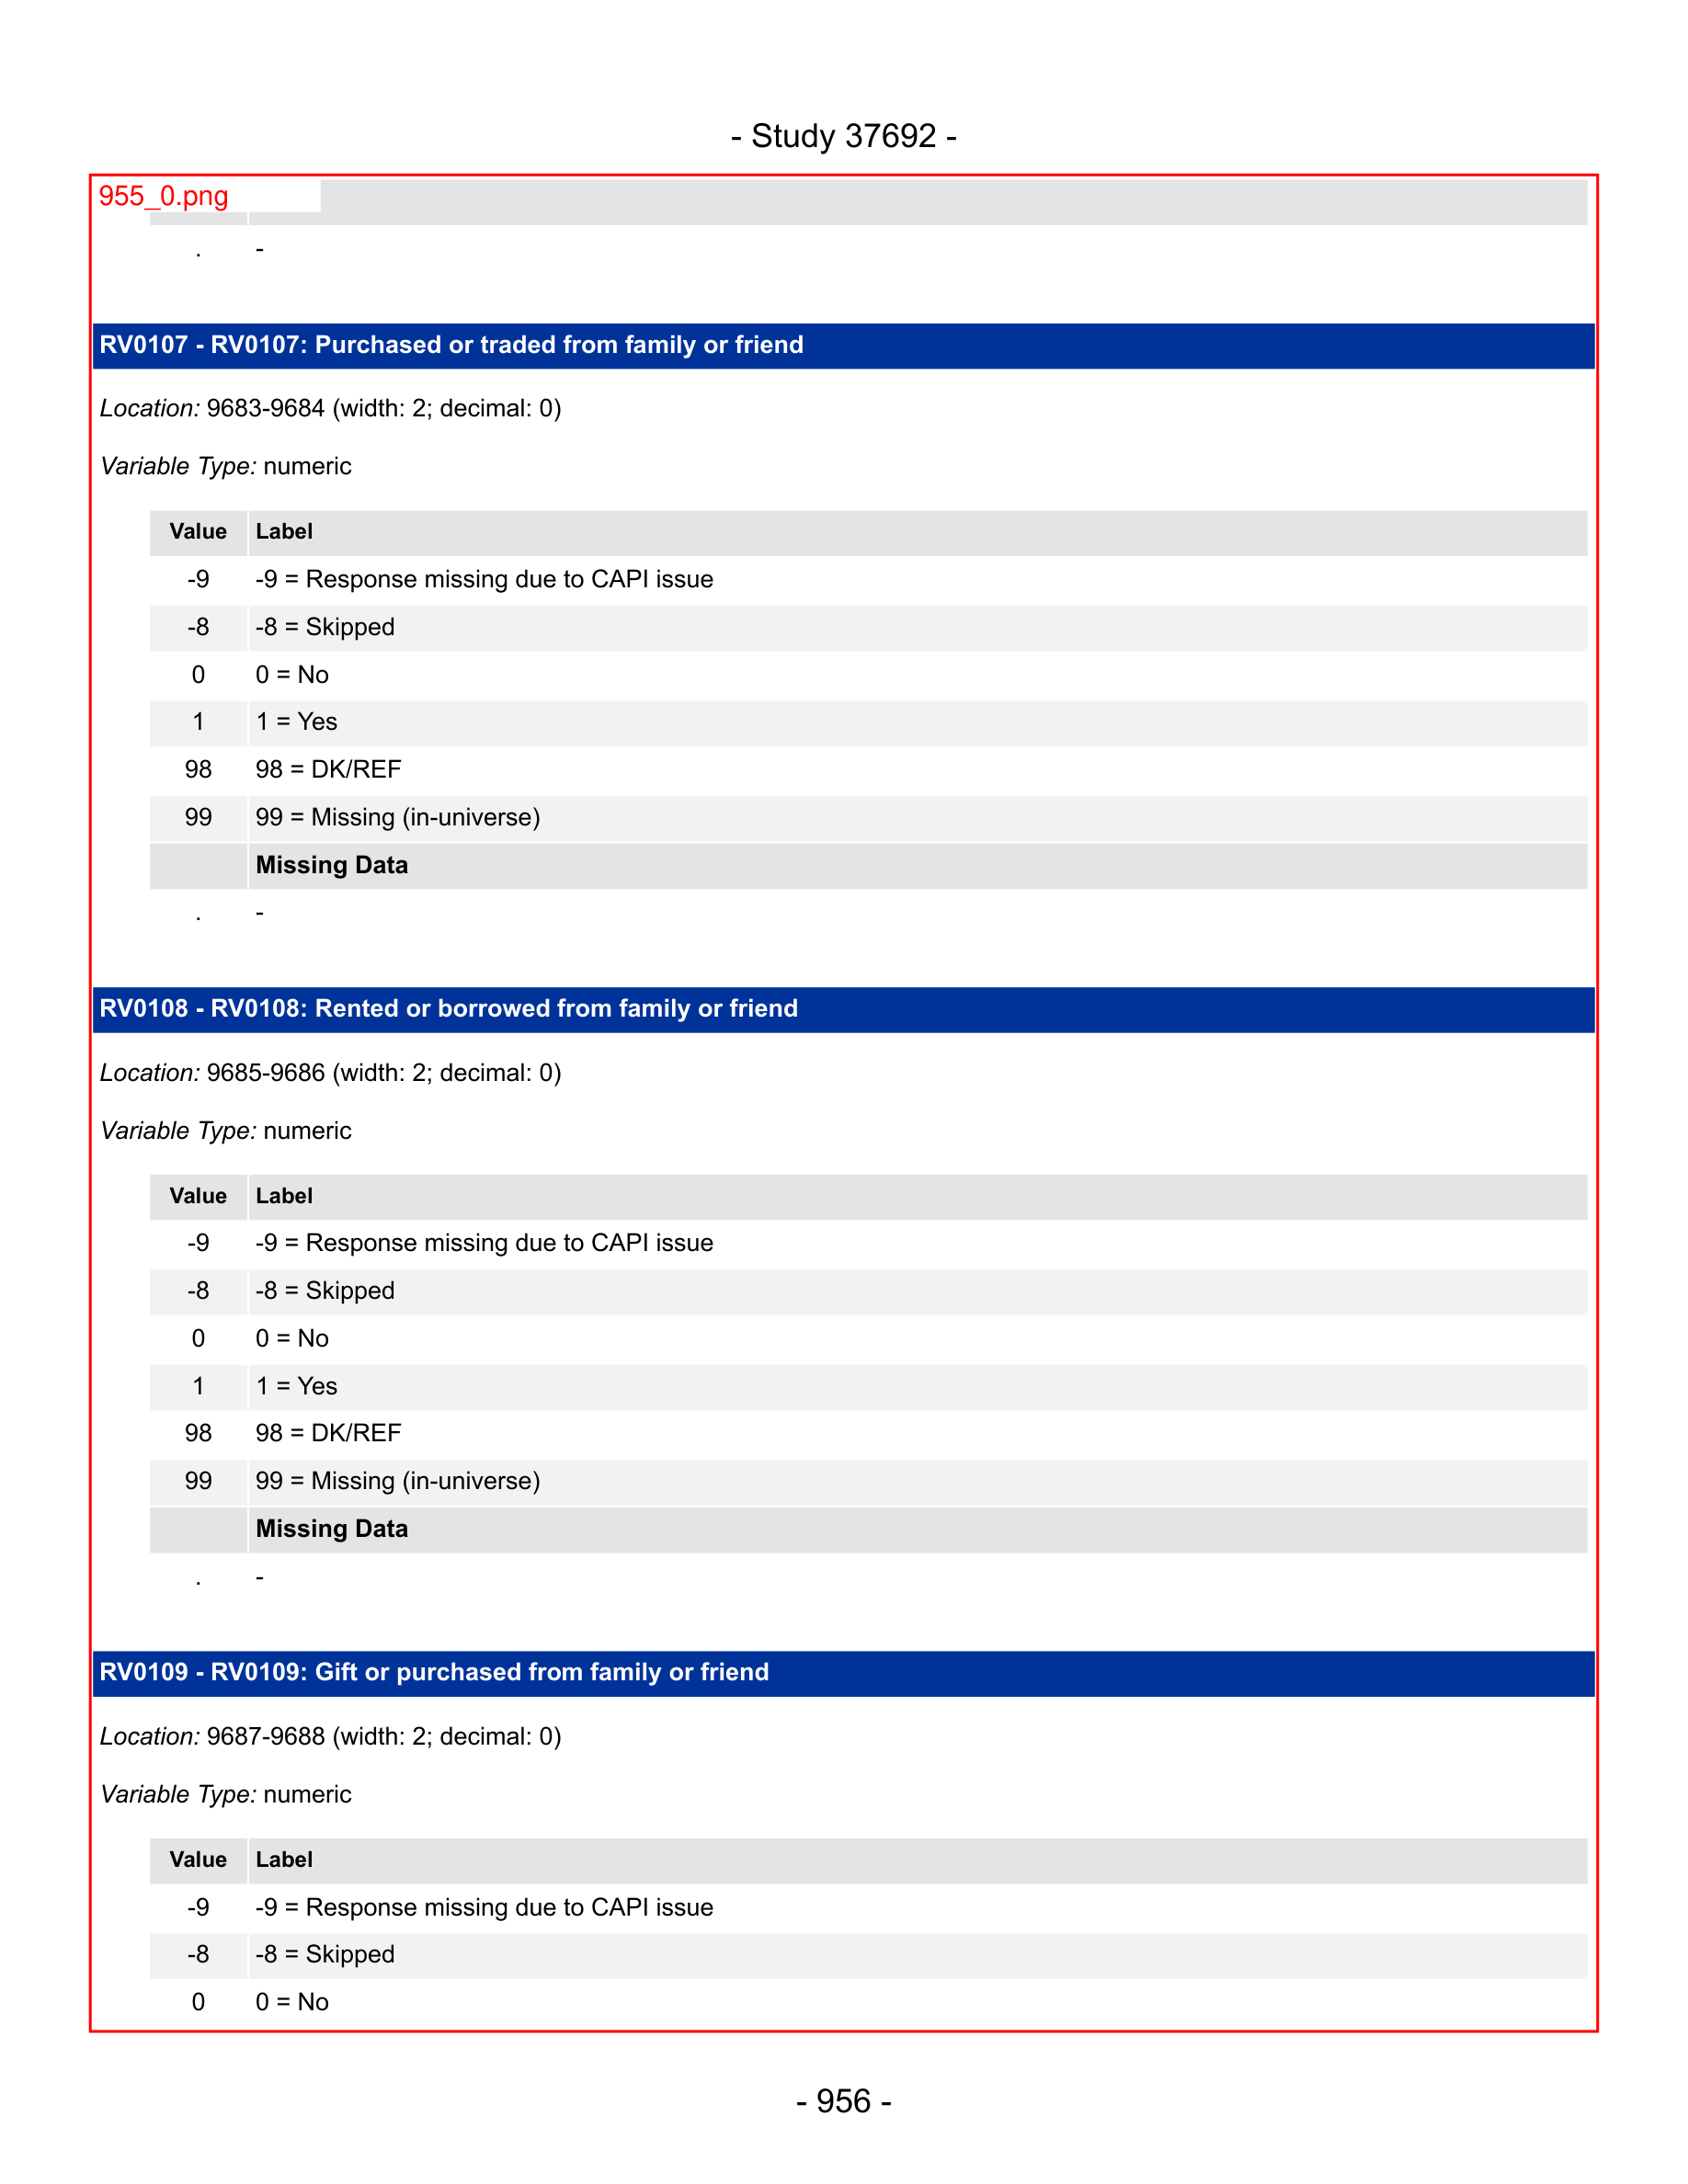 - Study 37692 -
955_0.png
. -
RV0107 - RV0107: Purchased or traded from family or friend
Location: 9683-9684 (width: 2; decimal: 0)
Variable Type: numeric
Value Label
-9 -9 = Response missing due to CAPI issue
-8 -8 = Skipped
0 0 = No
1 1 = Yes
98 98 = DK/REF
99 99 = Missing (in-universe)
Missing Data
. -
RV0108 - RV0108: Rented or borrowed from family or friend
Location: 9685-9686 (width: 2; decimal: 0)
Variable Type: numeric
Value Label
-9 -9 = Response missing due to CAPI issue
-8 -8 = Skipped
0 0 = No
1 1 = Yes
98 98 = DK/REF
99 99 = Missing (in-universe)
Missing Data
. -
RV0109 - RV0109: Gift or purchased from family or friend
Location: 9687-9688 (width: 2; decimal: 0)
Variable Type: numeric
Value Label
-9 -9 = Response missing due to CAPI issue
-8 -8 = Skipped
0 0 = No
- 956 -